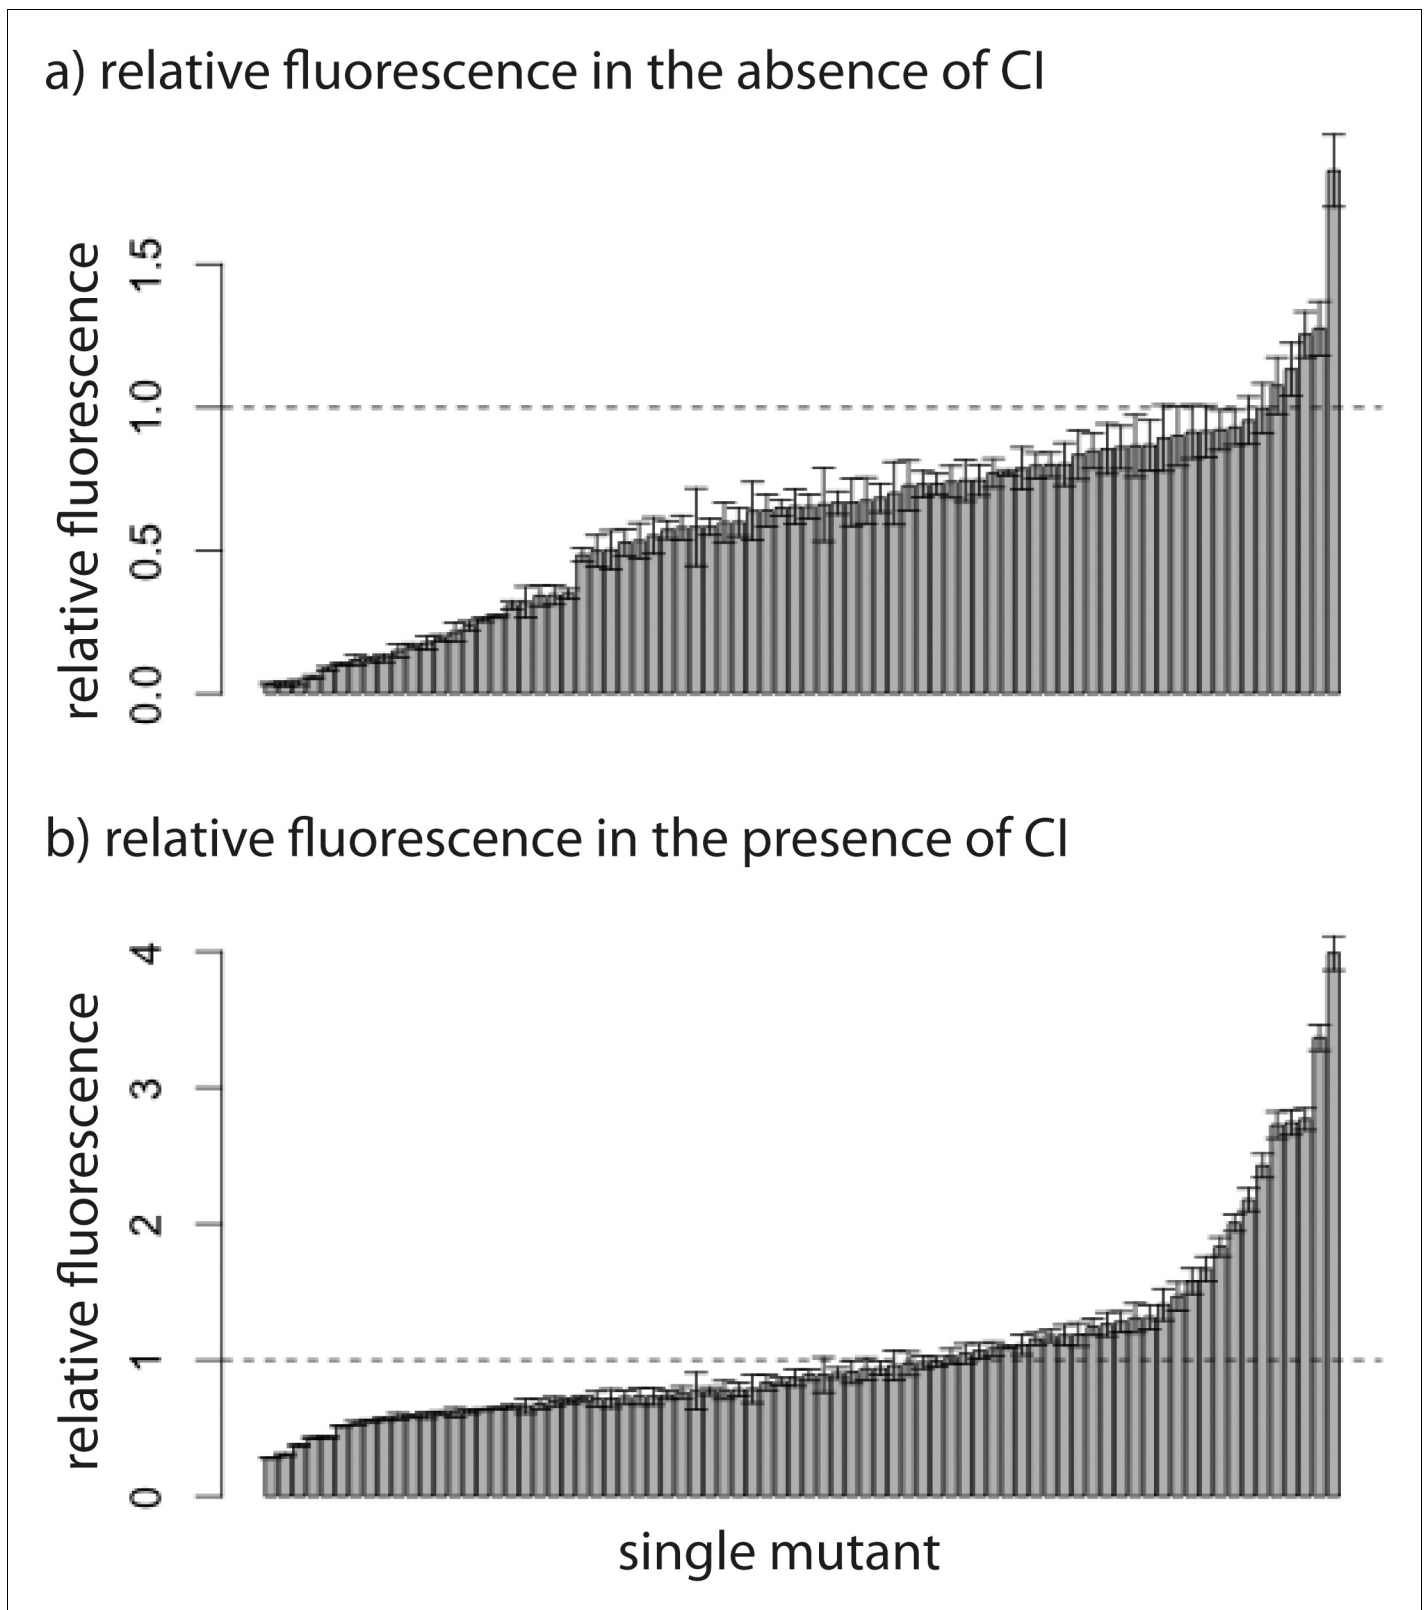 a) relative fluorescence in the absence of CI
relative fluorescence
1.5
1.0
0.5
0.0
b) relative fluorescence in the presence of CI
relative fluorescence
4
3
2
1
0
single mutant